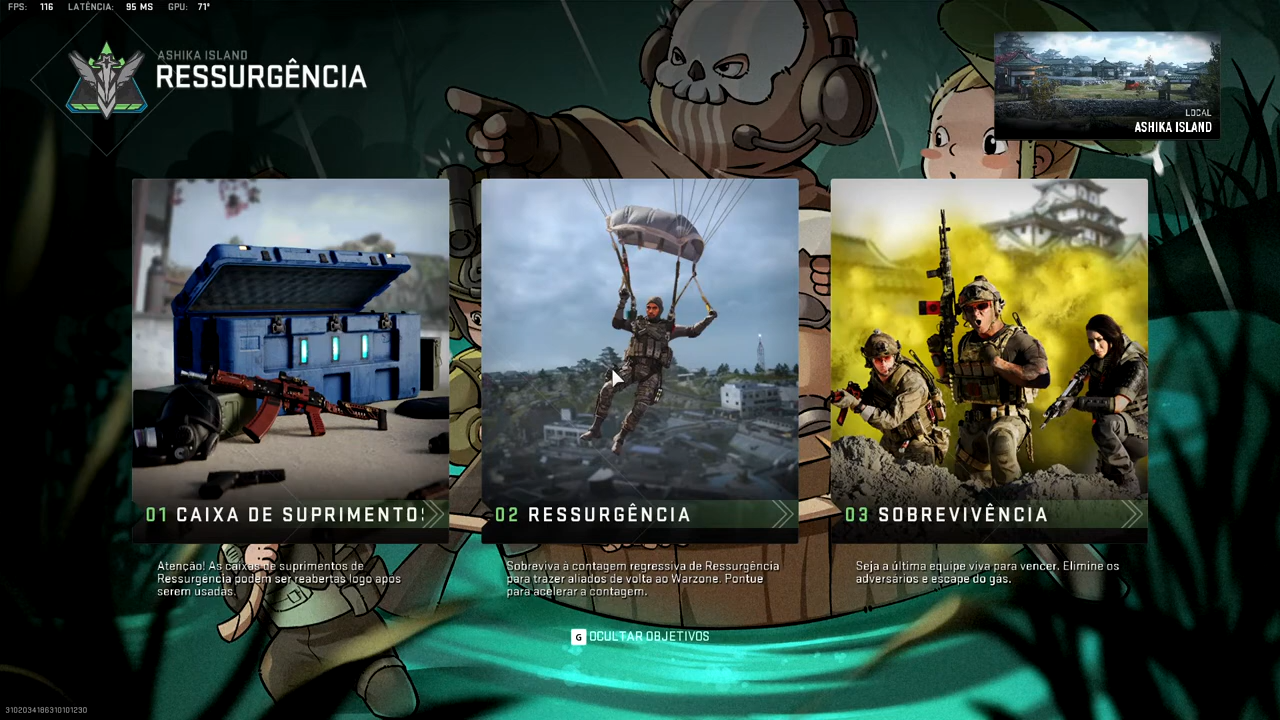 FPS: 116 LATÊNCIA: 95 MS GPU: 71°
ASHIKA ISLAND
RESSURGÊNCIA
LOCAL
ASHIKA ISLAND
01 CAIXA DE SUPRIMENTOS
02 RESSURGÊNCIA
03 SOBREVIVÊNCIA
Atenção! As caixas de suprimentos de
Ressurgência podem ser reabertas logo apos
serem usadas.
Sobreviva à contagem regressiva de Ressurgência
para trazer aliados de volta ao Warzone. Pontue
para acelerar a contagem.
Seja a última equipe viva para vencer. Elimine os
adversários e escape do gás.
G OCULTAR OBJETIVOS
3102034186310101230